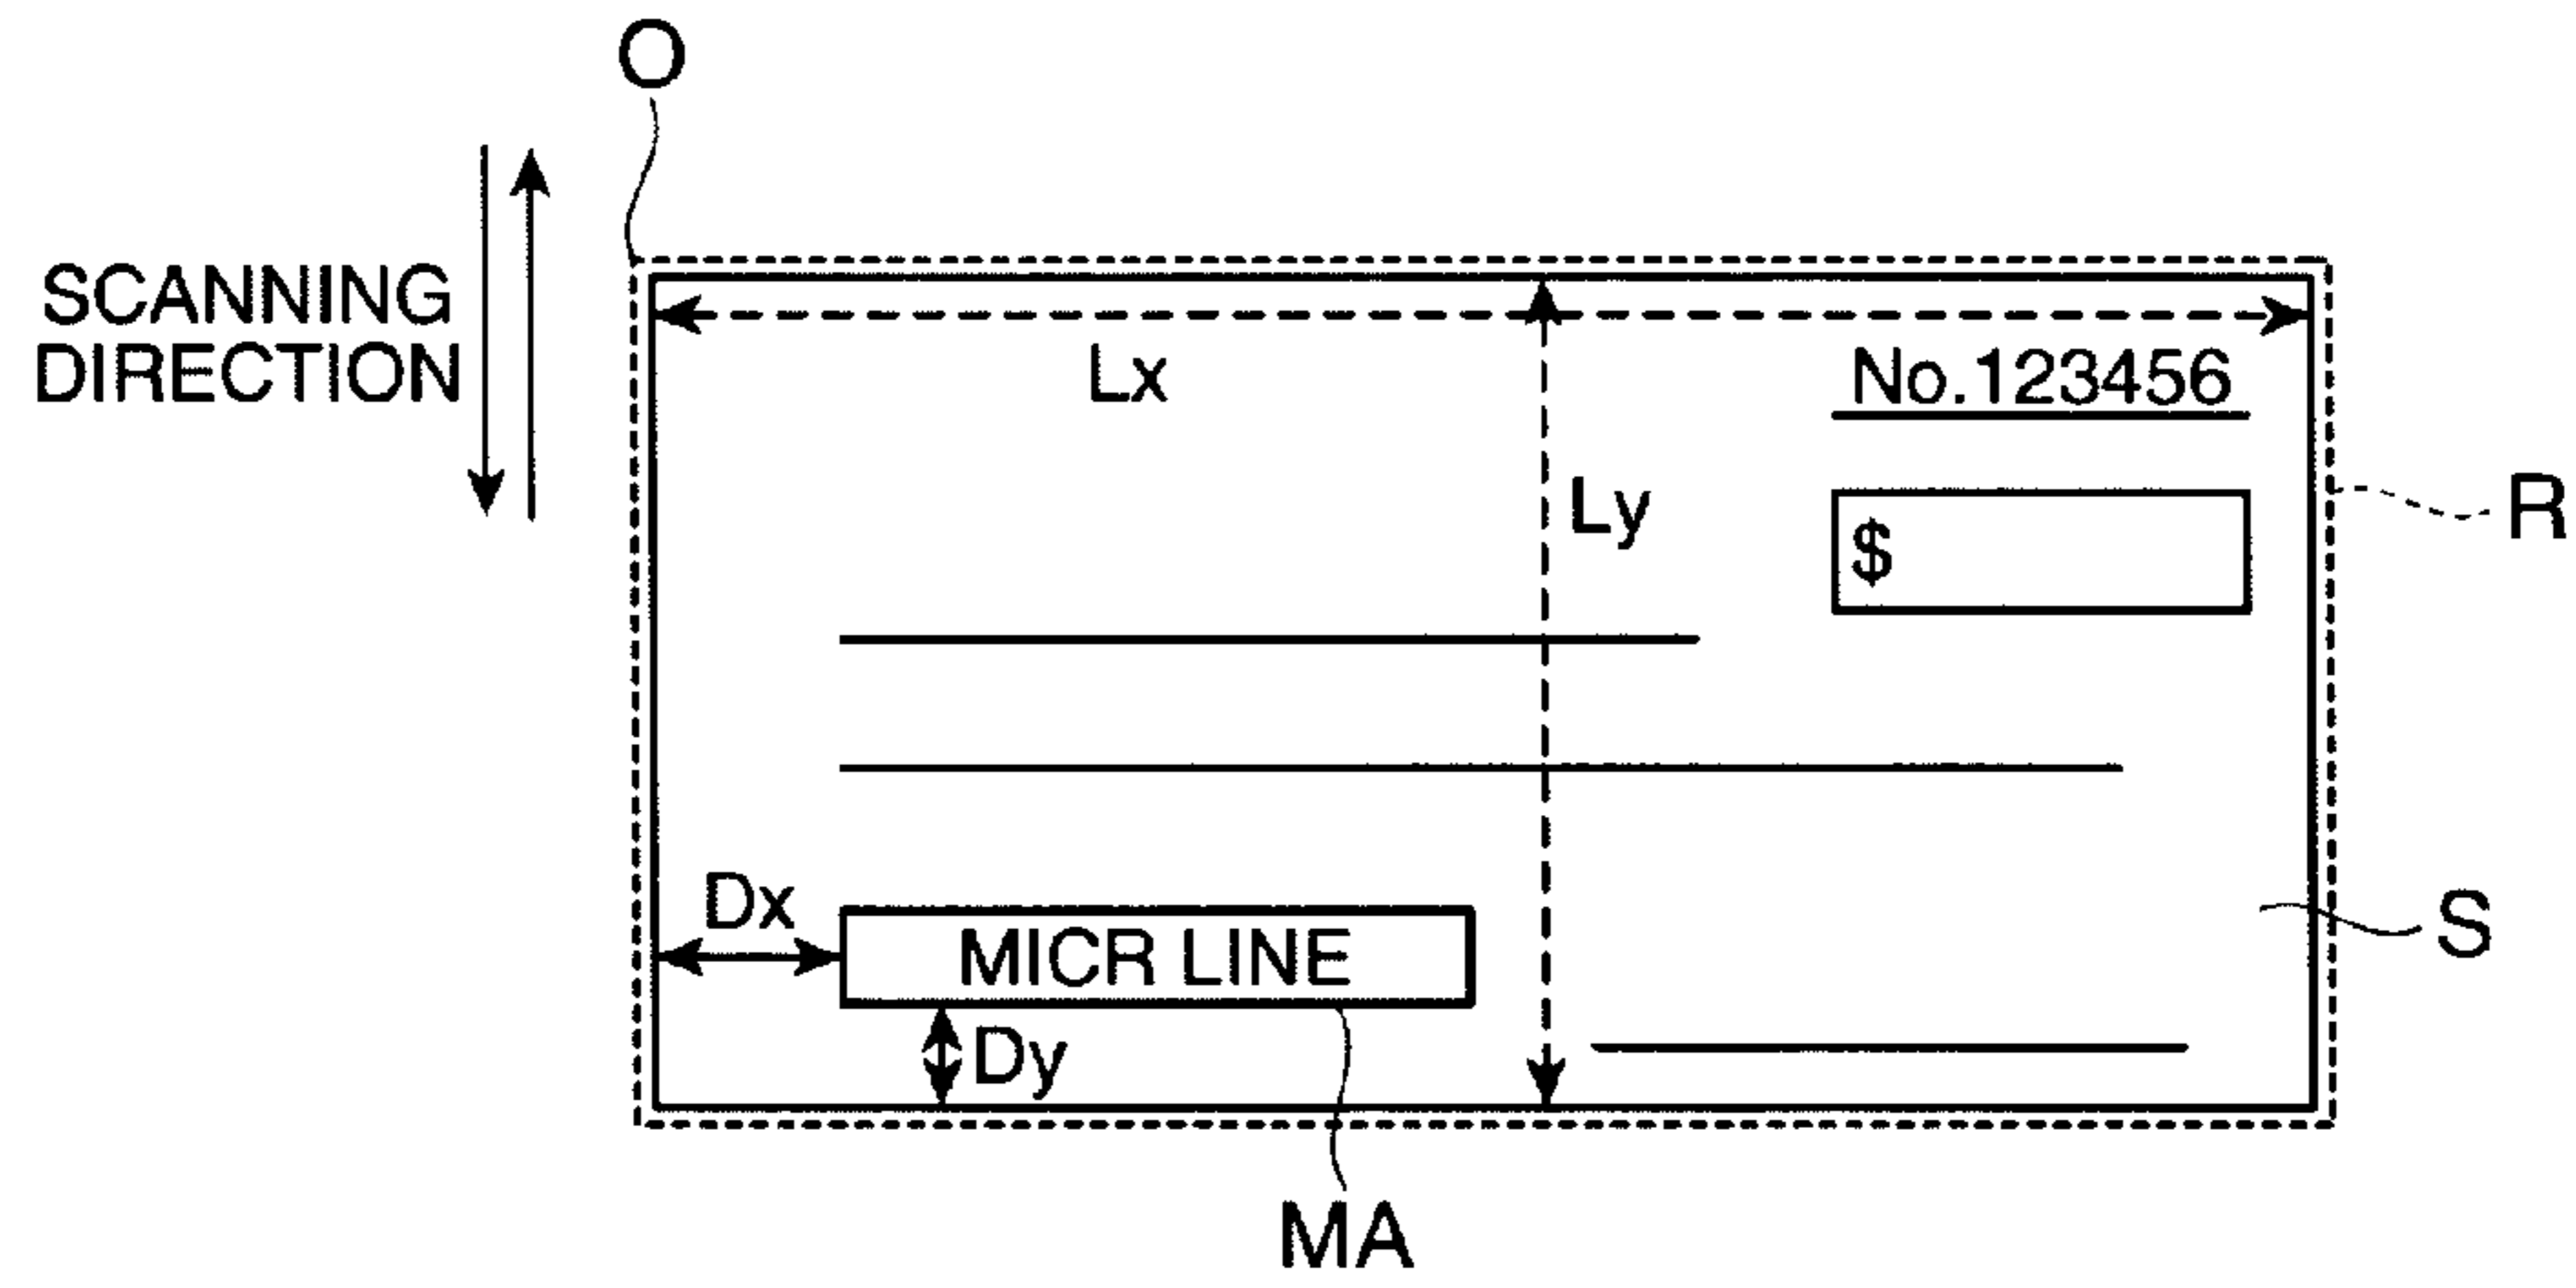 O
SCANNING
DIRECTION
Lx
No.123456
Ly
$
R
Dx
MICR LINE
S
Dy
MA